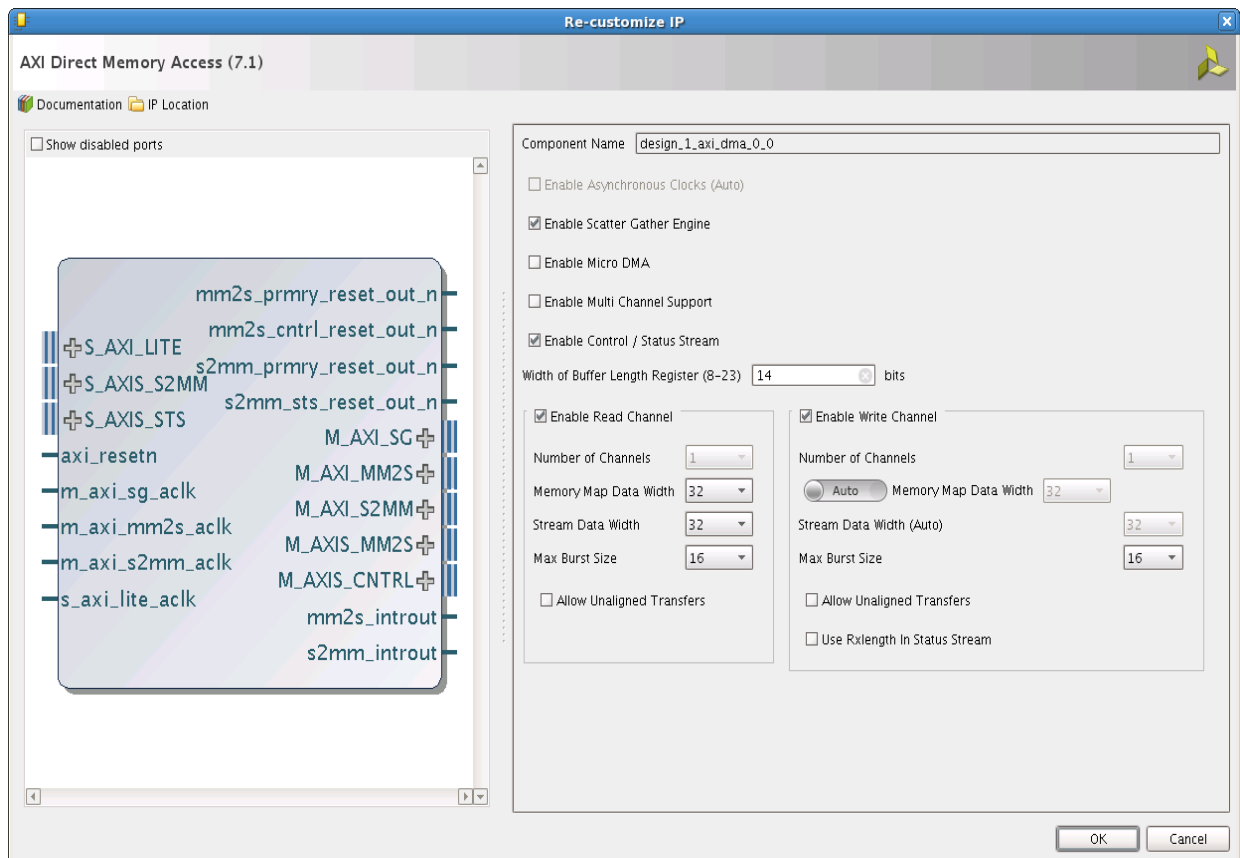 Re-customize IP
AXI Direct Memory Access (7.1)
Documentation IP Location
Show disabled ports
mm2s_prmry_reset_out_n
mm2s_cntrl_reset_out_n
S_AXI_LITE
s2mm_prmry_reset_out_n
S_AXIS_S2MM
s2mm_sts_reset_out_n
S_AXIS_STS
M_AXI_SG
axi_resetn
M_AXI_MM2S
m_axi_sg_aclk
M_AXI_S2MM
m_axi_mm2s_aclk
M_AXIS_MM2S
m_axi_s2mm_aclk
M_AXIS_CNTRL
s_axi_lite_aclk
mm2s_introut
s2mm_introut
Component Name design_1_axi_dma_0_0
Enable Asynchronous Clocks (Auto)
Enable Scatter Gather Engine
Enable Micro DMA
Enable Multi Channel Support
Enable Control / Status Stream
Width of Buffer Length Register (8-23) 14 bits
Enable Read Channel
Number of Channels 1
Memory Map Data Width 32
Stream Data Width 32
Max Burst Size 16
Allow Unaligned Transfers
Enable Write Channel
Number of Channels 1
Auto Memory Map Data Width 32
Stream Data Width (Auto) 32
Max Burst Size 16
Allow Unaligned Transfers
Use Rxlength In Status Stream
OK Cancel